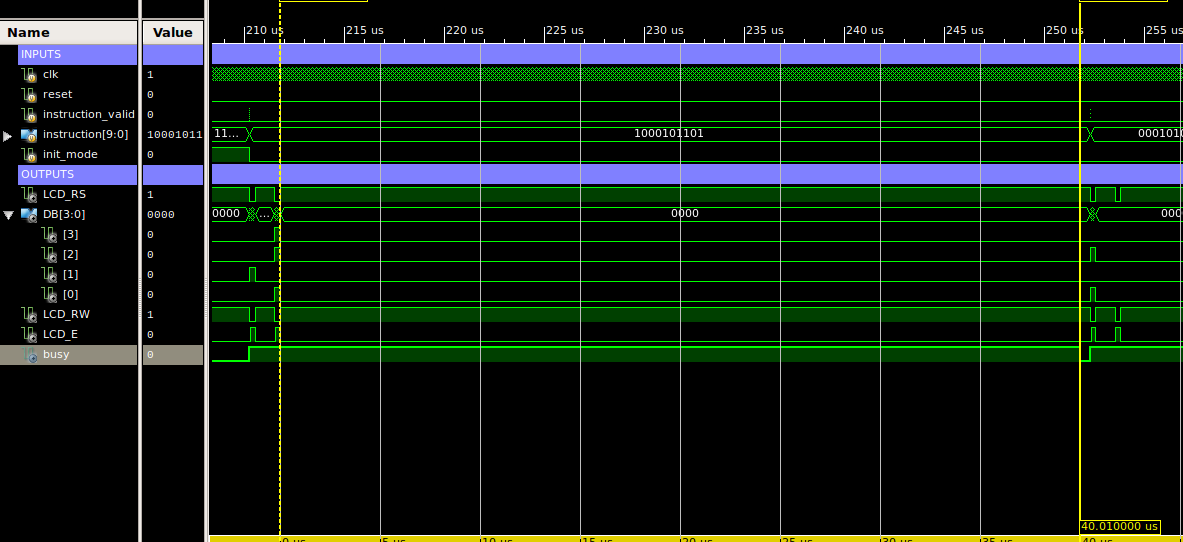 Name Value 210 us 215 us 220 us 225 us 230 us 235 us 240 us 245 us 250 us 255 us
INPUTS
clk 1
reset 0
instruction_valid 0
instruction[9:0] 10001011 11... 1000101101 0001010
init_mode 0
OUTPUTS
LCD_RS 1
DB[3:0] 0000 0000 ... 0000 000
[3] 0
[2] 0
[1] 0
[0] 0
LCD_RW 1
LCD_E 0
busy 0
40.010000 us
0 us 5 us 10 us 15 us 20 us 25 us 30 us 35 us 40 us